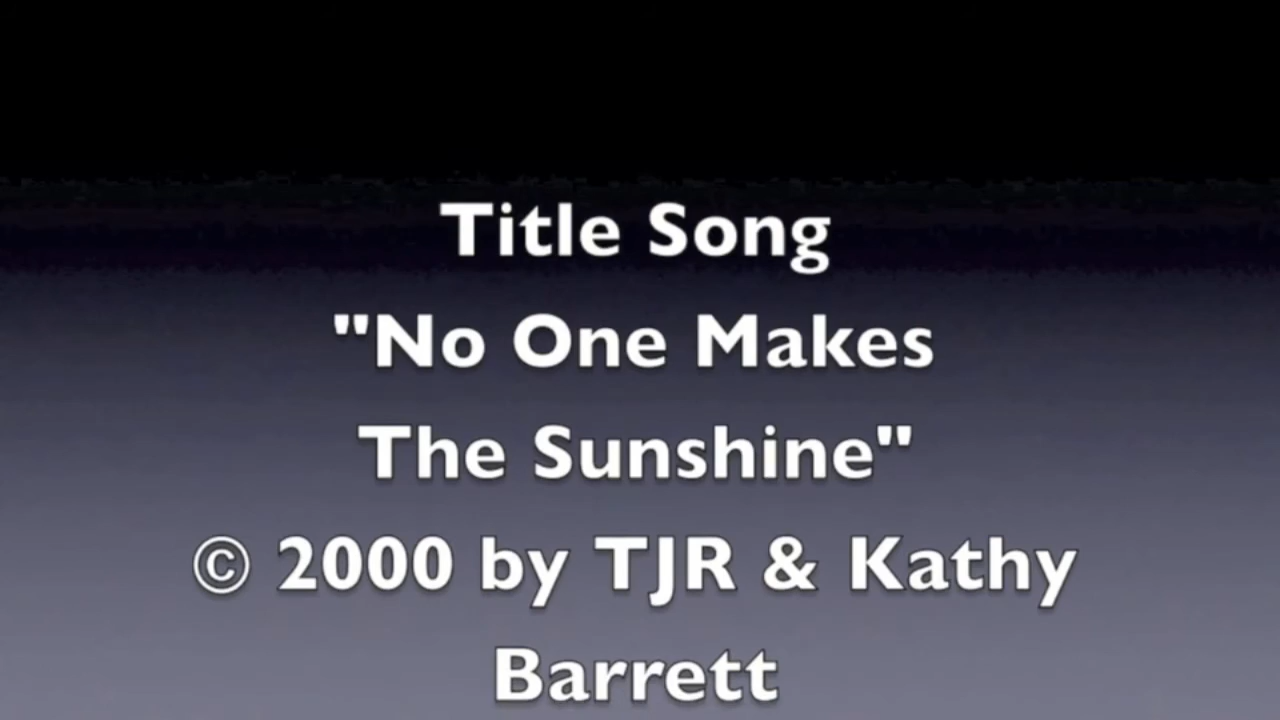 Title Song
"No One Makes
The Sunshine"
© 2000 by TJR & Kathy
Barrett